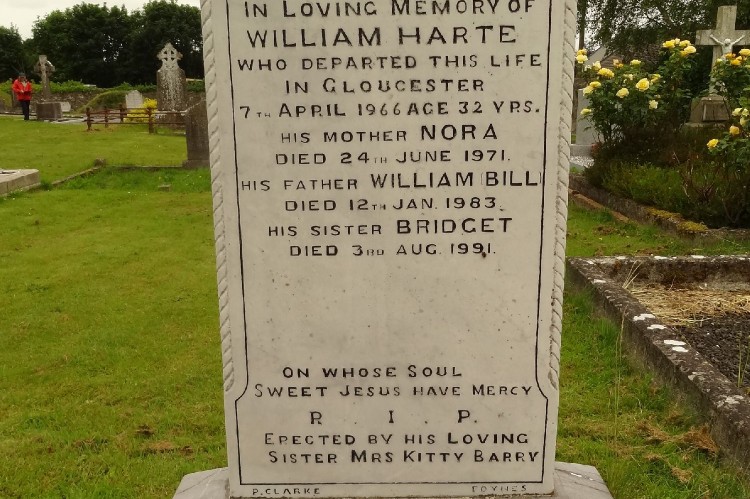 IN LOVING MEMORY OF
WILLIAM HARTE
WHO DEPARTED THIS LIFE
IN GLOUCESTER
7TH APRIL 1966 AGE 32 YRS.
HIS MOTHER NORA
DIED 24TH JUNE 1971.
HIS FATHER WILLIAM (BILL)
DIED 12TH JAN. 1983.
HIS SISTER BRIDGET
DIED 3RD AUG. 1991.
ON WHOSE SOUL
SWEET JESUS HAVE MERCY
R. I. P.
ERECTED BY HIS LOVING
SISTER MRS KITTY BARRY
P. CLARKE FOYNES